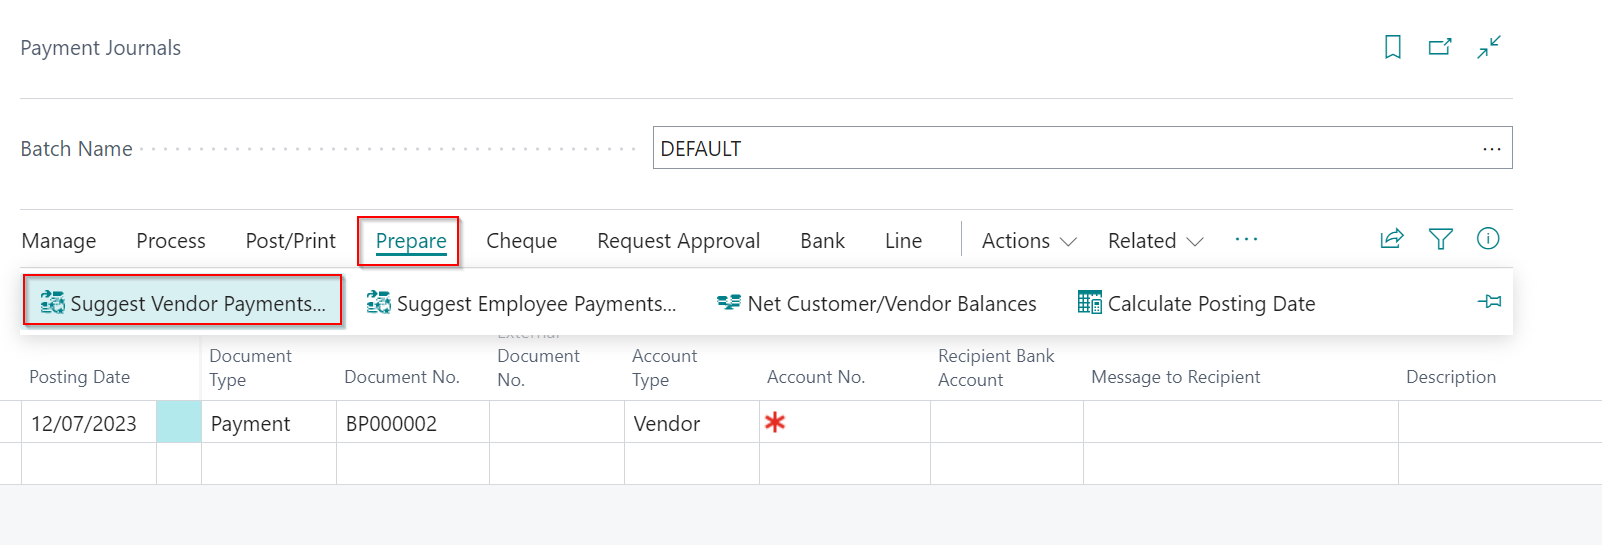 Payment Journals
Batch Name
DEFAULT
Manage Process Post/Print Prepare Cheque Request Approval Bank Line Actions Related
Suggest Vendor Payments... Suggest Employee Payments... Net Customer/Vendor Balances Calculate Posting Date
Posting Date
Document
Type
Document No.
External
Document
No.
Account
Type
Account No.
Recipient Bank
Account
Message to Recipient
Description
12/07/2023 Payment BP000002 Vendor